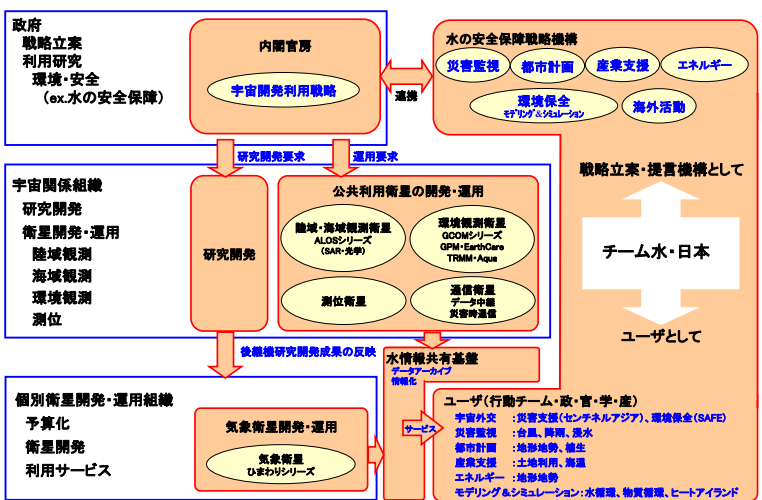 政府
戦略立案
利用研究
環境・安全
(ex.水の安全保障)
内閣官房
宇宙開発利用戦略
連携
水の安全保障戦略機構
災害監視
都市計画
産業支援
エネルギー
環境保全
モデリング&シミュレーション
海外活動
研究開発要求
運用要求
宇宙関係組織
研究開発
衛星開発・運用
陸域観測
海域観測
環境観測
測位
研究開発
公共利用衛星の開発・運用
陸域・海域観測衛星
ALOSシリーズ
(SAR・光学)
環境観測衛星
GCOMシリーズ
GPM・EarthCare
TRMM・Aqua
測位衛星
通信衛星
データ中継
災害時通信
戦略立案・提言機構として
チーム水・日本
ユーザとして
後継機研究開発成果の反映
水情報共有基盤
データアーカイブ
情報化
個別衛星開発・運用組織
予算化
衛星開発
利用サービス
気象衛星開発・運用
気象衛星
ひまわりシリーズ
サービス
ユーザ(行動チーム・政・官・学・産)
宇宙外交 :災害支援(センチネルアジア)、環境保全(SAFE)
災害監視 :台風、降雨、浸水
都市計画 :地形地勢、植生
産業支援 :土地利用、海温
エネルギー :地形地勢
モデリング&シミュレーション:水循環、物質循環、ヒートアイランド